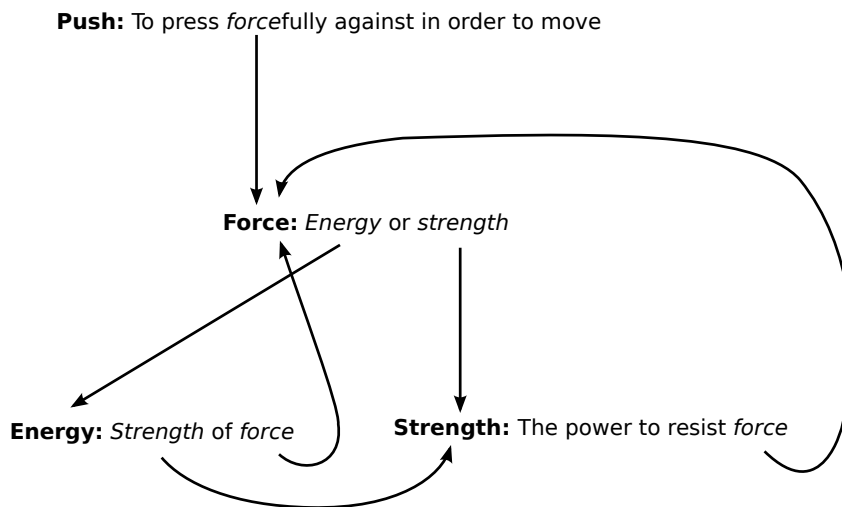 Push: To press forcefully against in order to move
Force: Energy or strength
Energy: Strength of force
Strength: The power to resist force